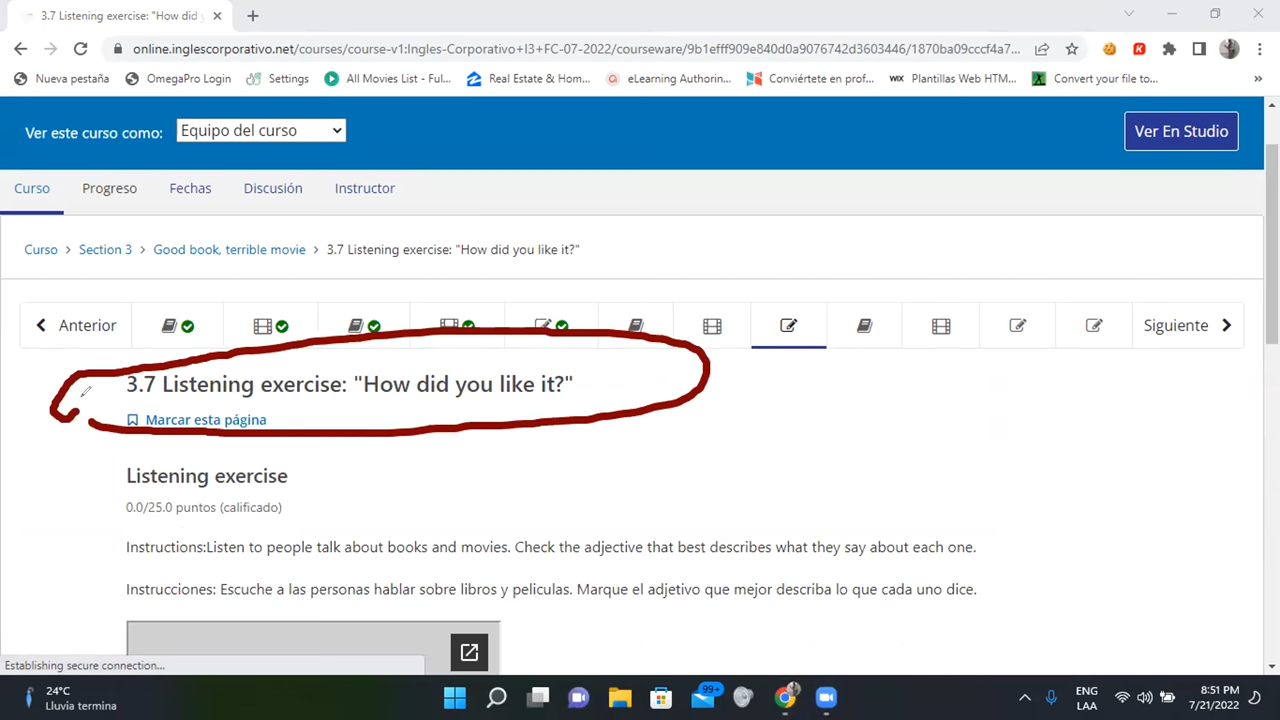 3.7 Listening exercise: "How did y
online.inglescorporativo.net/courses/course-v1:Ingles-Corporativo+I3+FC-07-2022/courseware/9b1efff909e840d0a9076742d3603446/1870ba09cccf4a7...
Nueva pestaña
OmegaPro Login
Settings
All Movies List - Ful...
Real Estate & Hom...
eLearning Authorin...
Conviértete en prof...
WIX Plantillas Web HTM...
Convert your file to...
»
Ver este curso como: Equipo del curso
Ver En Studio
Curso Progreso Fechas Discusión Instructor
Curso > Section 3 > Good book, terrible movie > 3.7 Listening exercise: "How did you like it?"
Anterior Siguiente
3.7 Listening exercise: "How did you like it?"
Marcar esta página
Listening exercise
0.0/25.0 puntos (calificado)
Instructions:Listen to people talk about books and movies. Check the adjective that best describes what they say about each one.
Instrucciones: Escuche a las personas hablar sobre libros y peliculas. Marque el adjetivo que mejor describa lo que cada uno dice.
Establishing secure connection...
24°C
Lluvia termina
99+
ENG
LAA
8:51 PM
7/21/2022